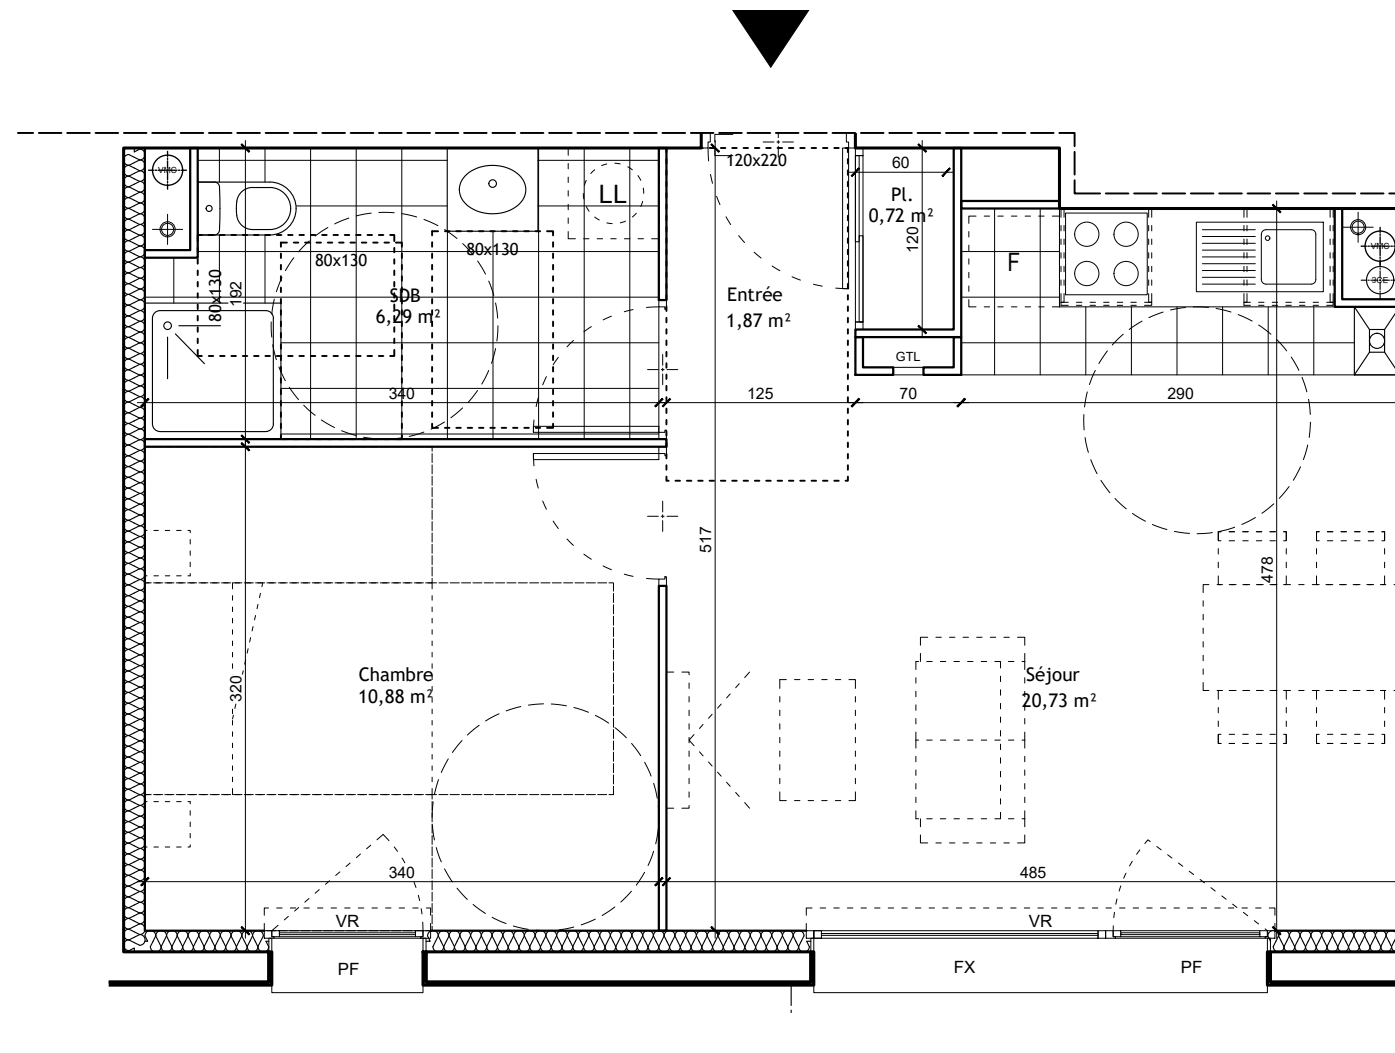 120x220
VMC
60
Pl.
0,72 m²
120
LL
80x130
80x130
80x130
192
SDB
6,29 m²
Entrée
1,87 m²
F
VMC
GTL
340
125
70
290
517
478
320
Chambre
10,88 m²
Séjour
20,73 m²
340
485
VR
VR
PF
FX
PF